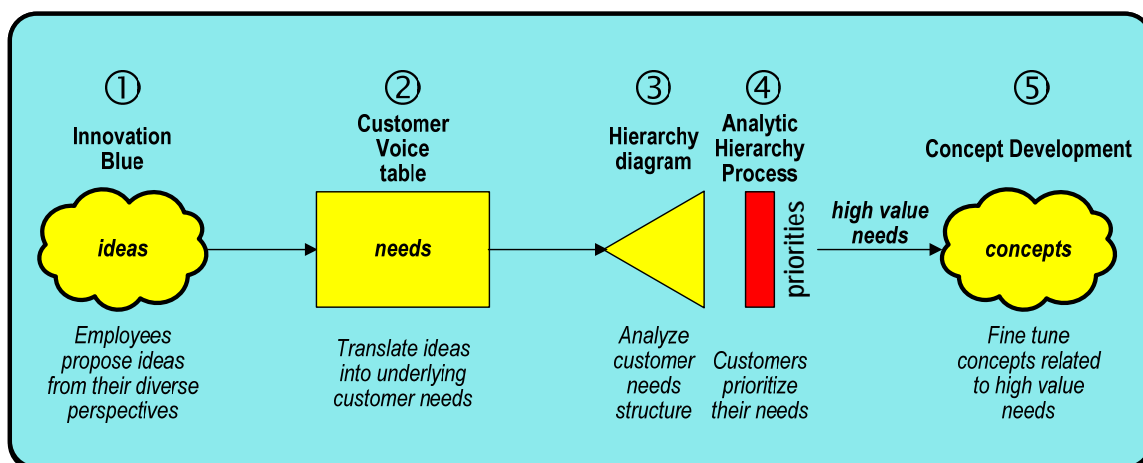 ①
Innovation
Blue
ideas
Employees
propose ideas
from their diverse
perspectives
②
Customer
Voice
table
needs
Translate ideas
into underlying
customer needs
③
Hierarchy
diagram
Analyze
customer
needs
structure
④
Analytic
Hierarchy
Process
priorities
Customers
prioritize
their needs
high value
needs
⑤
Concept Development
concepts
Fine tune
concepts related
to high value
needs